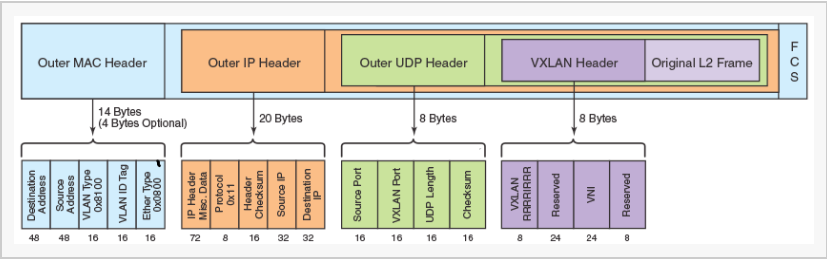 Outer MAC Header
Outer IP Header
Outer UDP Header
VXLAN Header
Original L2 Frame
F
C
S
14 Bytes
(4 Bytes Optional)
20 Bytes
8 Bytes
8 Bytes
Destination
Address
Source
Address
VLAN Type
0x8100
VLAN ID Tag
Ether Type
0x0800
IP Header
Misc. Data
Protocol
0x11
Header
Checksum
Source IP
Destination
IP
Source Port
VXLAN Port
UDP Length
Checksum
VXLAN
RRRRIRRR
Reserved
VNI
Reserved
48
48
16
16
16
72
8
16
32
32
16
16
16
16
8
24
24
8